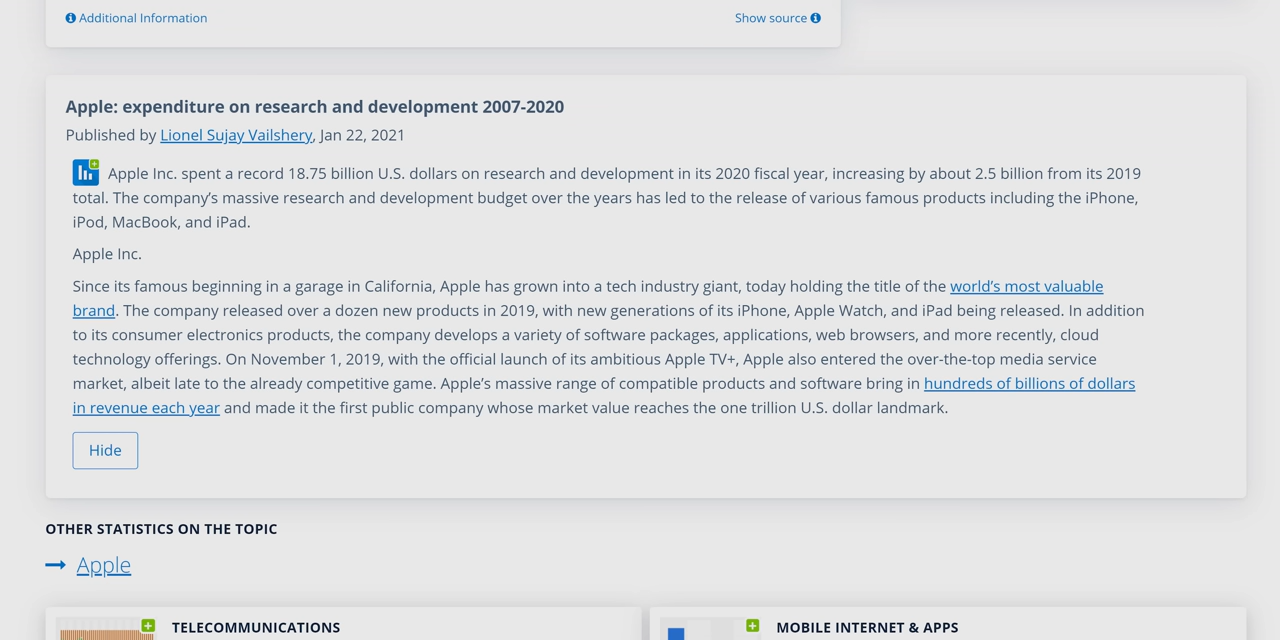 Additional Information
Show source
Apple: expenditure on research and development 2007-2020
Published by Lionel Sujay Vailshery, Jan 22, 2021
Apple Inc. spent a record 18.75 billion U.S. dollars on research and development in its 2020 fiscal year, increasing by about 2.5 billion from its 2019
total. The company’s massive research and development budget over the years has led to the release of various famous products including the iPhone,
iPod, MacBook, and iPad.
Apple Inc.
Since its famous beginning in a garage in California, Apple has grown into a tech industry giant, today holding the title of the world’s most valuable
brand. The company released over a dozen new products in 2019, with new generations of its iPhone, Apple Watch, and iPad being released. In addition
to its consumer electronics products, the company develops a variety of software packages, applications, web browsers, and more recently, cloud
technology offerings. On November 1, 2019, with the official launch of its ambitious Apple TV+, Apple also entered the over-the-top media service
market, albeit late to the already competitive game. Apple’s massive range of compatible products and software bring in hundreds of billions of dollars
in revenue each year and made it the first public company whose market value reaches the one trillion U.S. dollar landmark.
Hide
OTHER STATISTICS ON THE TOPIC
Apple
TELECOMMUNICATIONS
MOBILE INTERNET & APPS